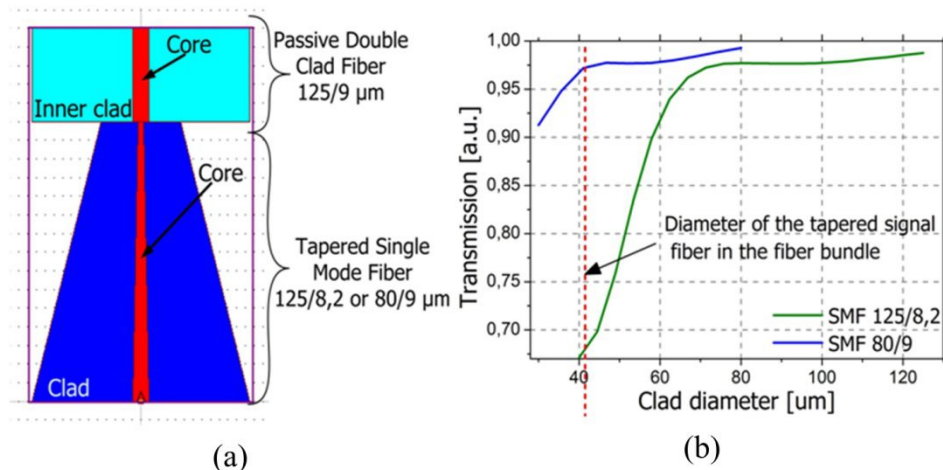 (a)
Core
Inner clad
Passive Double
Clad Fiber
125/9 µm
Core
Tapered Single
Mode Fiber
125/8,2 or 80/9 µm
Clad
(a)
b)
1,00
0,95
0,90
0,85
0,80
0,75
0,70
Transmission [a.u.]
Diameter of the tapered signal
fiber in the fiber bundle
SMF 125/8,2
SMF 80/9
40
60
80
100
120
Clad diameter [um]
(b)